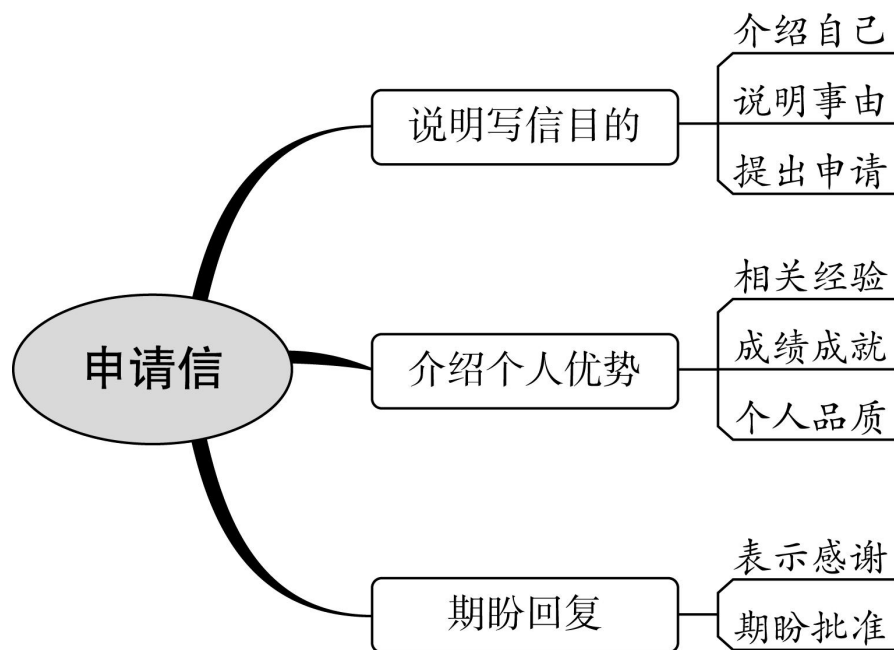 申请信
说明写信目的
介绍自己
说明事由
提出申请
介绍个人优势
相关经验
成绩成就
个人品质
期盼回复
表示感谢
期盼批准